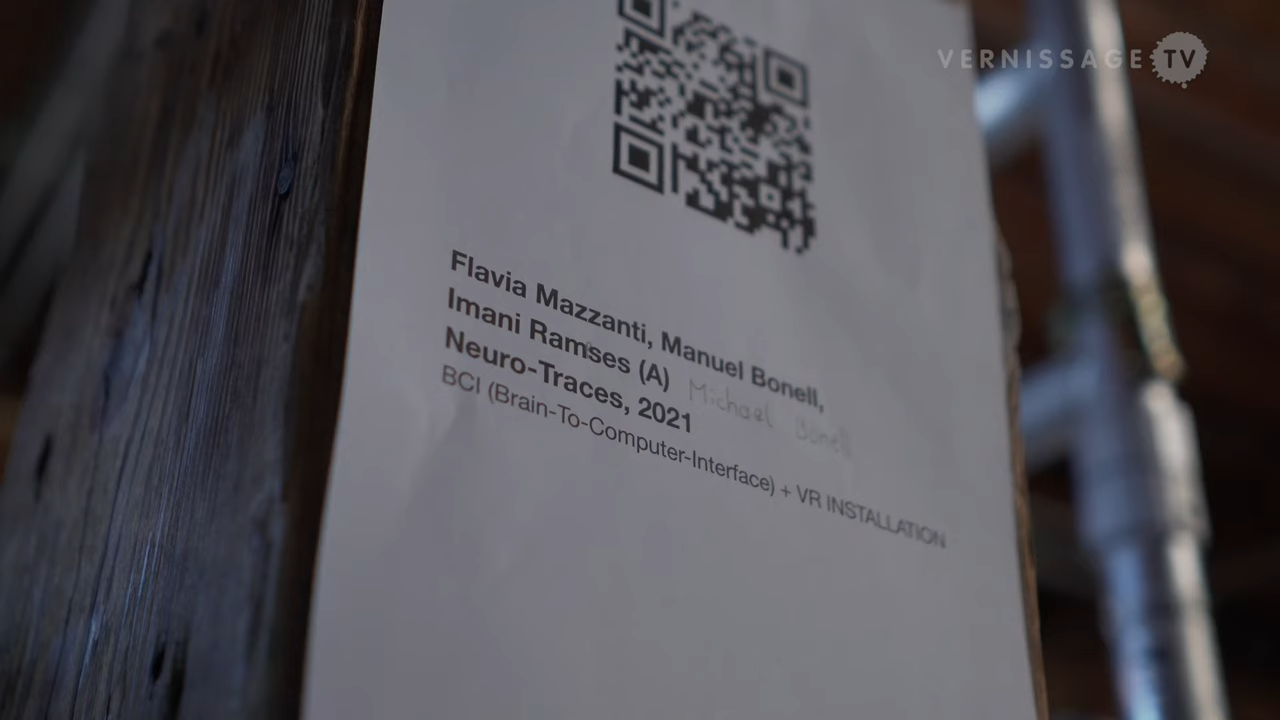 VERNISSAGE TV
Flavia Mazzanti, Manuel Bonell,
Imani Ramses (A) Michael Bonell
Neuro-Traces, 2021
BCI (Brain-To-Computer-Interface) + VR INSTALLATION